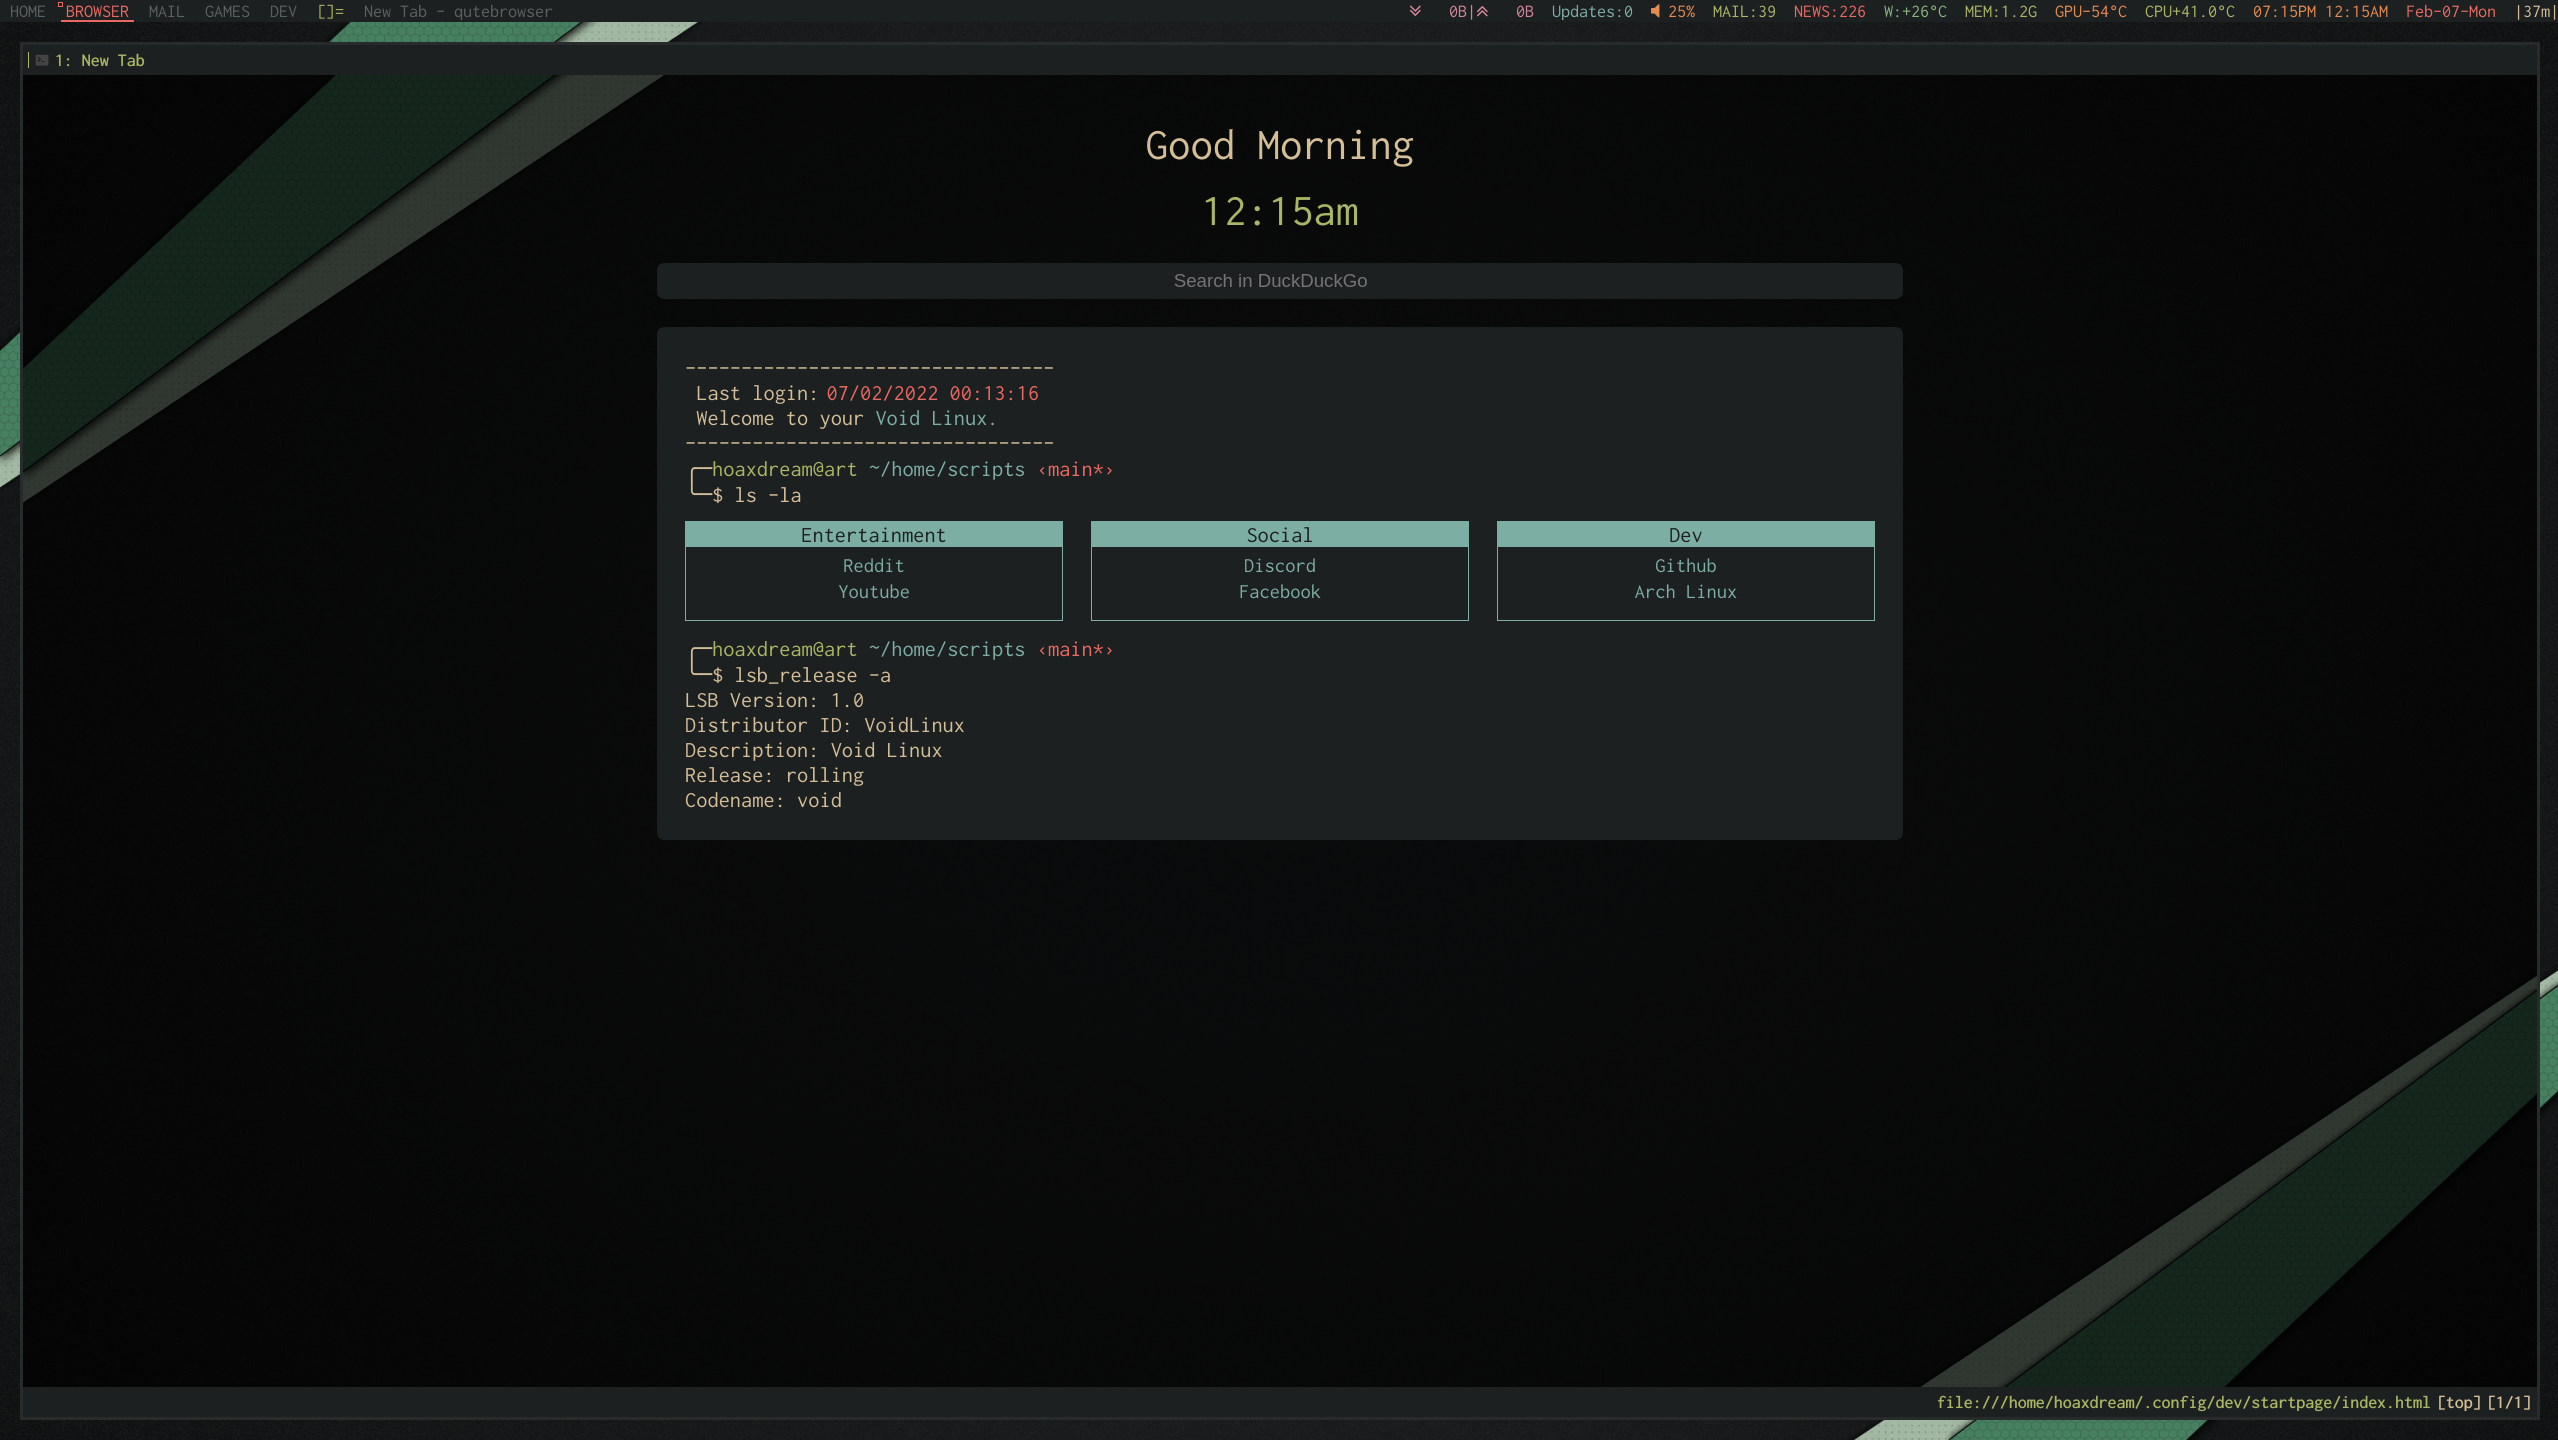 HOME BROWSER MAIL GAMES DEV []= New Tab - qutebrowser 0B| 0B Updates:0 25% MAIL:39 NEWS:226 W:+26°C MEM:1.2G GPU-54°C CPU+41.0°C 07:15PM 12:15AM Feb-07-Mon |37m|
1: New Tab
Good Morning
12:15am
Search in DuckDuckGo
---------------------------------
Last login: 07/02/2022 00:13:16
Welcome to your Void Linux.
---------------------------------
╭─hoaxdream@art ~/home/scripts ‹main*›
╰─$ ls -la
Entertainment Social Dev
Reddit Discord Github
Youtube Facebook Arch Linux
╭─hoaxdream@art ~/home/scripts ‹main*›
╰─$ lsb_release -a
LSB Version: 1.0
Distributor ID: VoidLinux
Description: Void Linux
Release: rolling
Codename: void
file:///home/hoaxdream/.config/dev/startpage/index.html [top] [1/1]